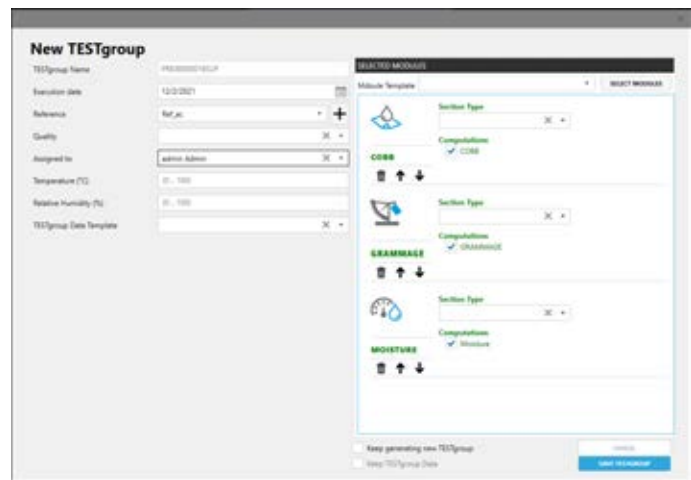 New TESTgroup
TESTgroup Name
Execution date 12/2/2021
Reference Ref_ac
Quality
Assigned to admin Admin
Temperature (°C)
Relative Humidity (%)
TESTgroup Data Template
SELECTED MODULES
Module Template SELECT MODULES
Section Type
Computations
COBB
COBB
Section Type
Computations
GRAMMAGE
GRAMMAGE
Section Type
Computations
Moisture
MOISTURE
Keep generating new TESTgroup
Keep TESTgroup Data
SAVE TESTGROUP